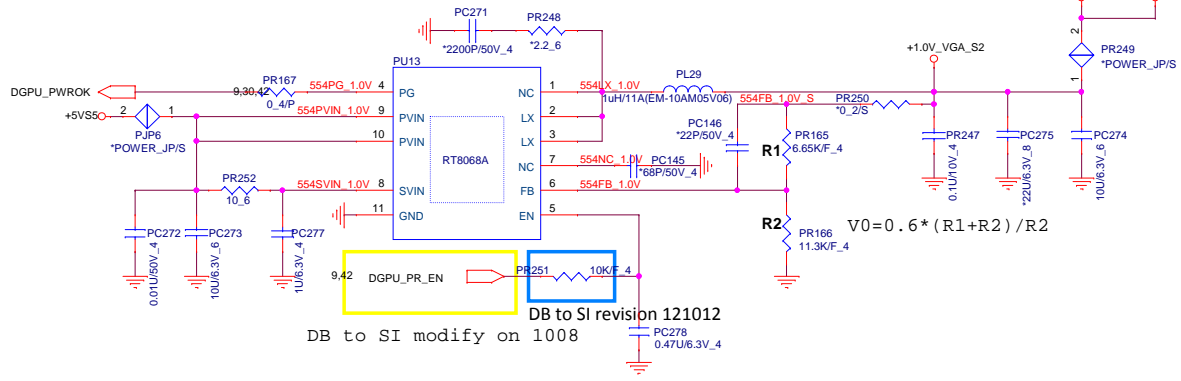 PC271
*2200P/50V_4
PR248
*2.2_6
+1.0V_VGA_S2
2
PR249
*POWER_JP/S
1
PU13
DGPU_PWROK
9,30,42
PR167
0_4/P
554PG_1.0V
4
PG
NC
1
554LX_1.0V
PL29
1uH/11A(EM-10AM05V06)
554FB_1.0V_S
PR250
*0_2/S
+5VS5
2
1
PJP6
*POWER_JP/S
554PVIN_1.0V
9
PVIN
LX
2
10
PVIN
LX
3
RT8068A
PC146
*22P/50V_4
R1
PR165
6.65K/F_4
PR247
0.1U/10V_4
PC275
*22U/6.3V_8
PC274
10U/6.3V_6
NC
7
554NC_1.0V
PC145
*68P/50V_4
PR252
10_6
554SVIN_1.0V
8
SVIN
FB
6
554FB_1.0V
11
GND
EN
5
R2
PR166
11.3K/F_4
V0=0.6*(R1+R2)/R2
PC272
0.01U/50V_4
PC273
10U/6.3V_6
PC277
1U/6.3V_4
9,42
DGPU_PR_EN
PR251
10K/F_4
DB to SI revision 121012
DB to SI modify on 1008
PC278
0.47U/6.3V_4